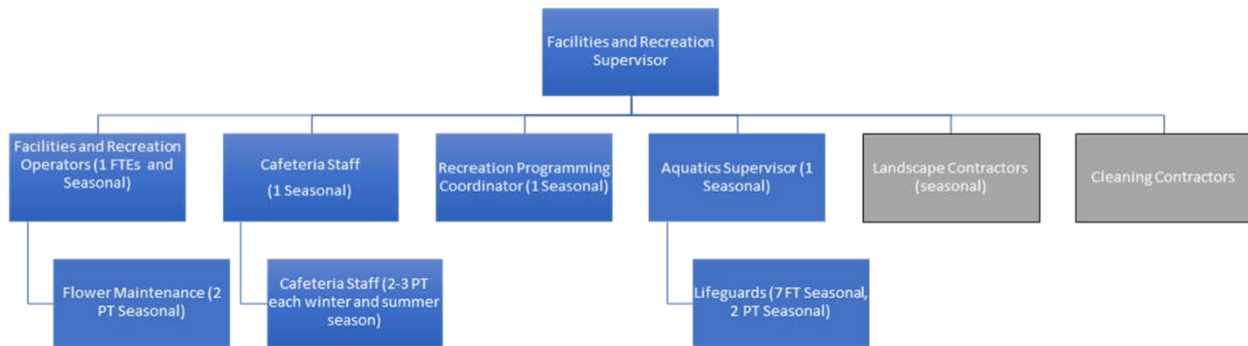 Facilities and Recreation
Supervisor
Facilities and Recreation
Operators (1 FTEs and
Seasonal)
Cafeteria Staff
(1 Seasonal)
Recreation Programming
Coordinator (1 Seasonal)
Aquatics Supervisor (1
Seasonal)
Landscape Contractors
(seasonal)
Cleaning Contractors
Flower Maintenance (2
PT Seasonal)
Cafeteria Staff (2-3 PT
each winter and summer
season)
Lifeguards (7 FT Seasonal,
2 PT Seasonal)